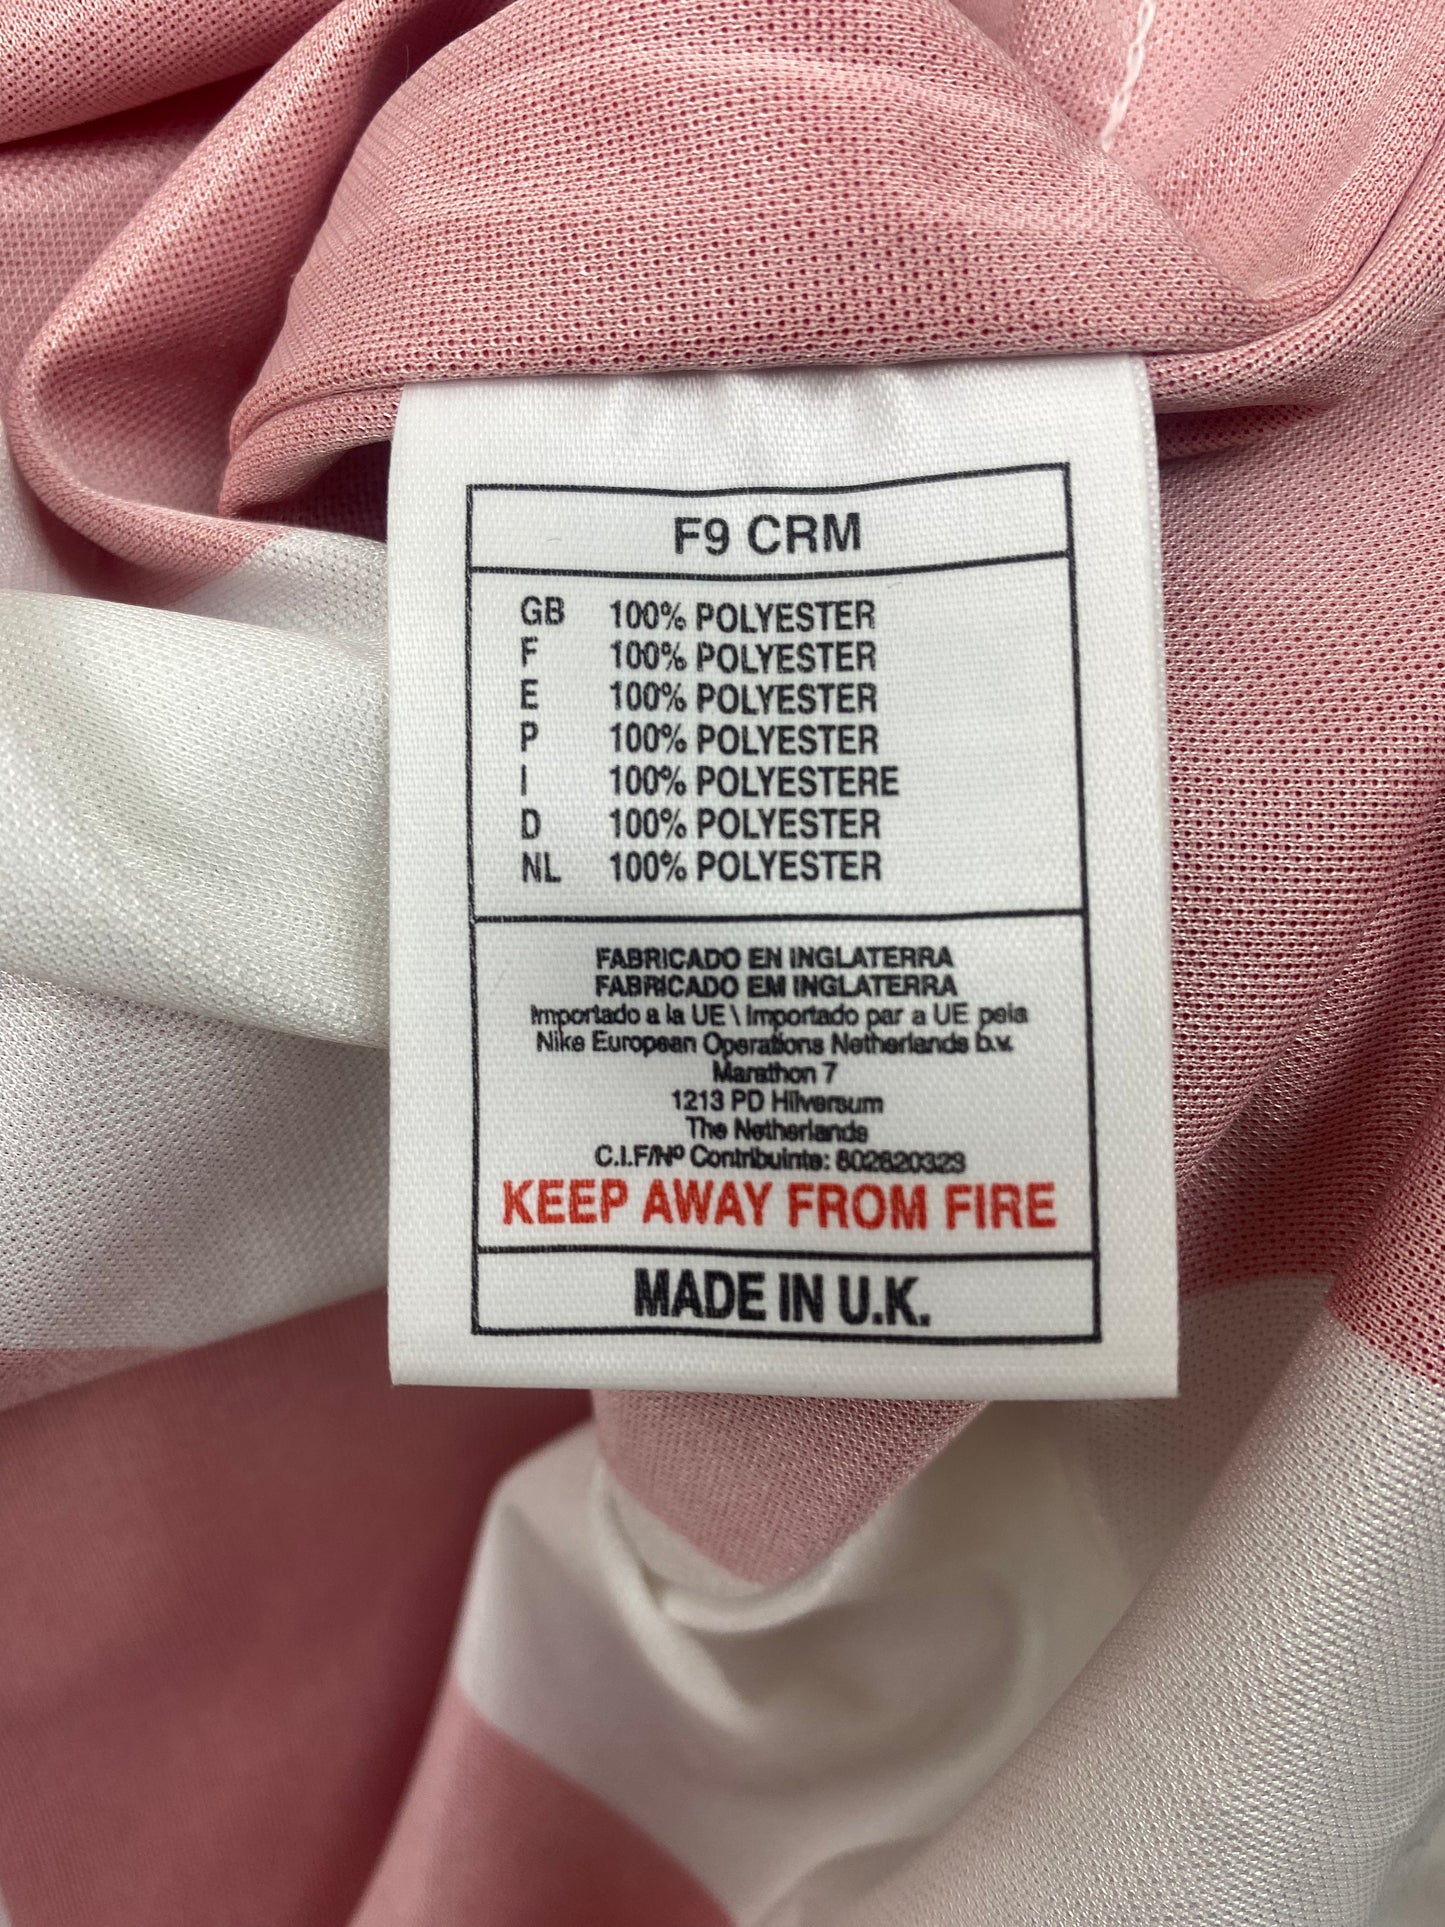 F9 CRM
GB 100% POLYESTER
F 100% POLYESTER
E 100% POLYESTER
P 100% POLYESTER
I 100% POLYESTERE
D 100% POLYESTER
NL 100% POLYESTER
FABRICADO EN INGLATERRA
FABRICADO EM INGLATERRA
Importado a la UE \ Importado par a UE pela
Nike European Operations Netherlands b.v.
Marathon 7
1213 PD Hilversum
The Netherlands
C.I.F/Nº Contribuinte: 802820323
KEEP AWAY FROM FIRE
MADE IN U.K.